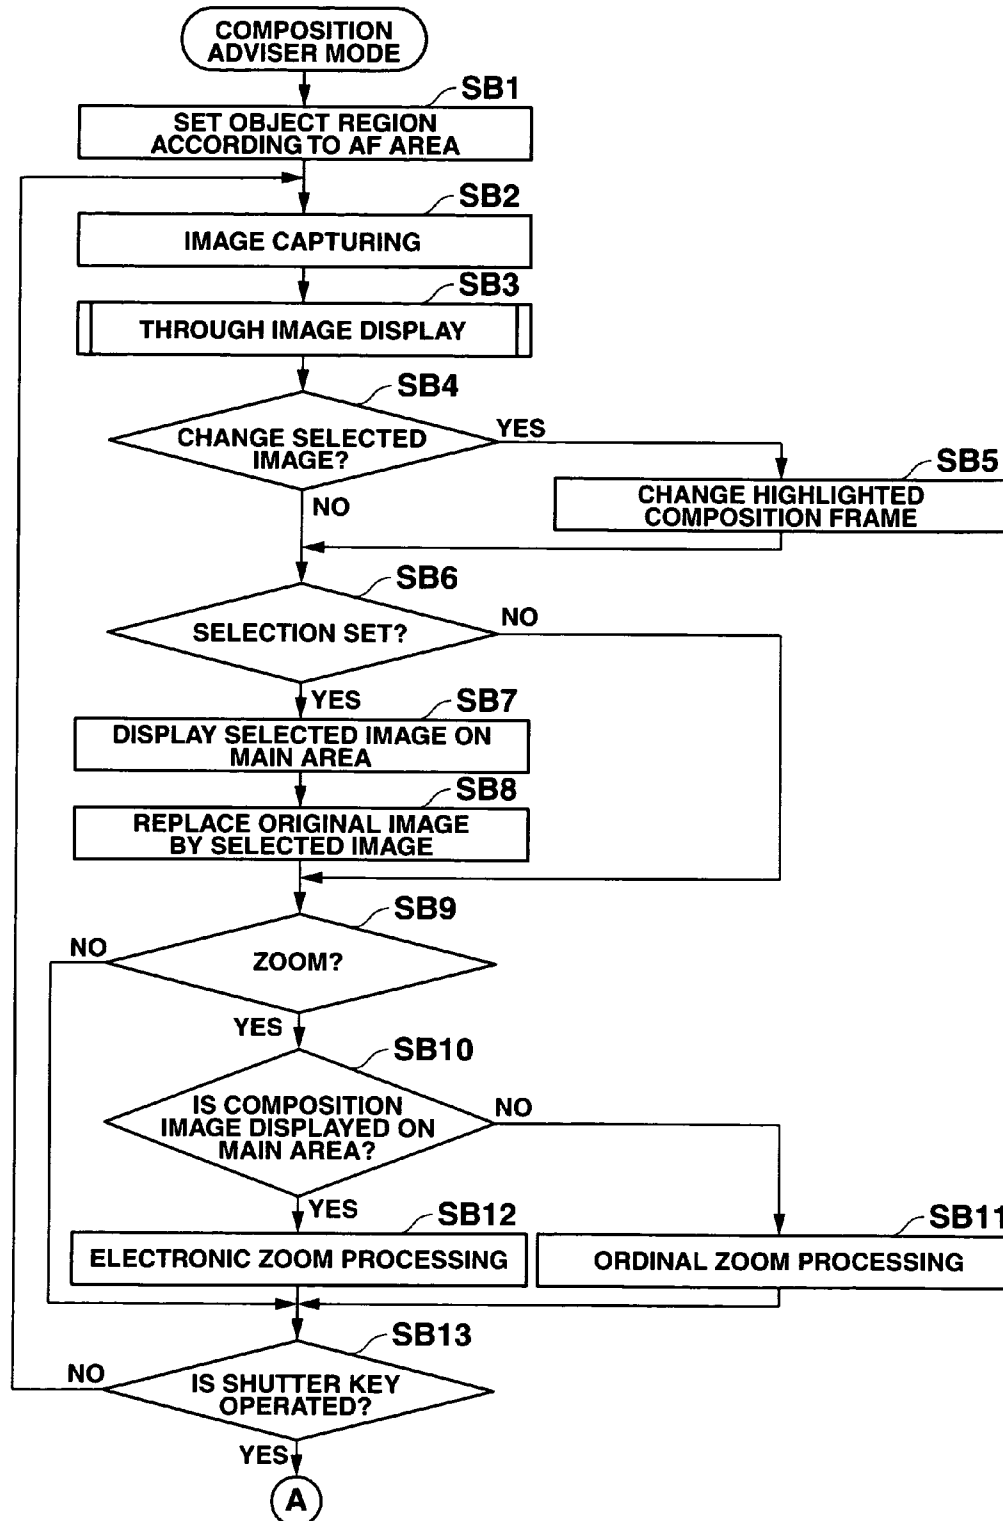 COMPOSITION
ADVISER MODE
SB1
SET OBJECT REGION
ACCORDING TO AF AREA
SB2
IMAGE CAPTURING
SB3
THROUGH IMAGE DISPLAY
SB4
CHANGE SELECTED
IMAGE?
YES
NO
SB5
CHANGE HIGHLIGHTED
COMPOSITION FRAME
SB6
SELECTION SET?
NO
YES
SB7
DISPLAY SELECTED IMAGE ON
MAIN AREA
SB8
REPLACE ORIGINAL IMAGE
BY SELECTED IMAGE
SB9
NO
ZOOM?
YES
SB10
IS COMPOSITION
IMAGE DISPLAYED ON
MAIN AREA?
NO
YES
SB12
ELECTRONIC ZOOM PROCESSING
SB11
ORDINAL ZOOM PROCESSING
SB13
NO
IS SHUTTER KEY
OPERATED?
YES
A